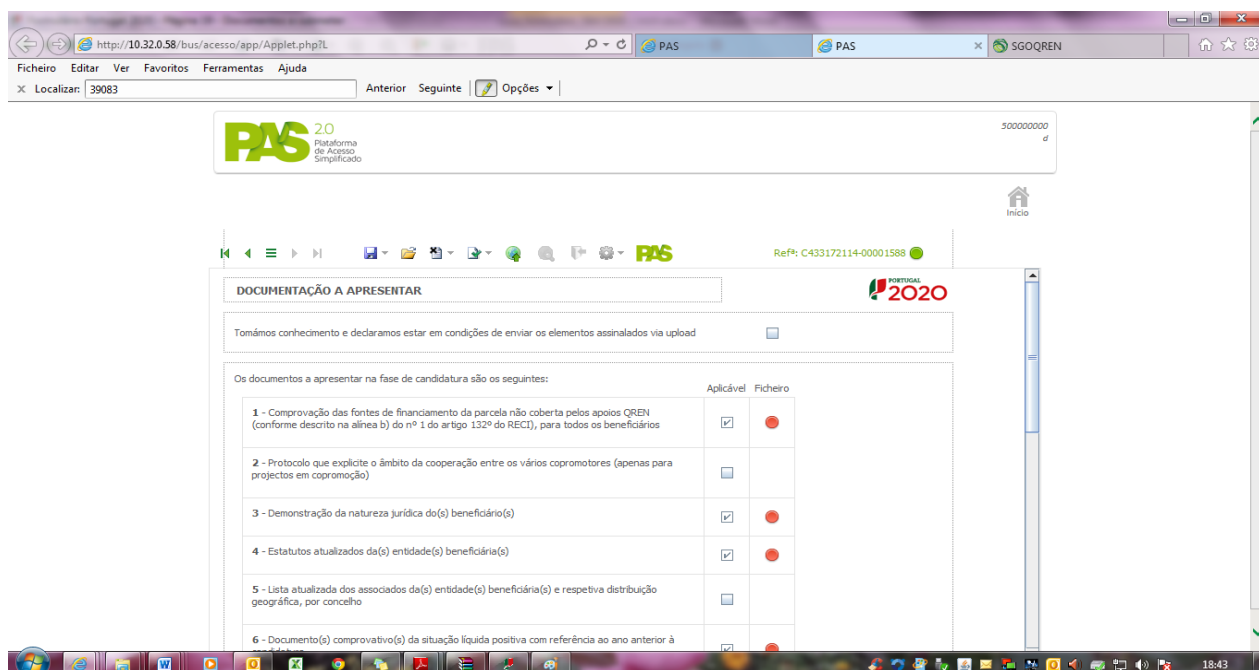 http://10.32.0.58/bus/acesso/app/Applet.php?L
PAS
PAS
SGOQREN
Ficheiro Editar Ver Favoritos Ferramentas Ajuda
x Localizar: 39083 Anterior Seguinte Opções
PAS 2.0
Plataforma
de Acesso
Simplificado
500000000
d
Início
PAS
Refª: C433172114-00001588
DOCUMENTAÇÃO A APRESENTAR
PORTUGAL
2020
Tomámos conhecimento e declaramos estar em condições de enviar os elementos assinalados via upload
Os documentos a apresentar na fase de candidatura são os seguintes:
Aplicável Ficheiro
1 - Comprovação das fontes de financiamento da parcela não coberta pelos apoios QREN
(conforme descrito na alínea b) do nº 1 do artigo 132º do RECI), para todos os beneficiários
2 - Protocolo que explicite o âmbito da cooperação entre os vários copromotores (apenas para
projectos em copromoção)
3 - Demonstração da natureza jurídica do(s) beneficiário(s)
4 - Estatutos atualizados da(s) entidade(s) beneficiária(s)
5 - Lista atualizada dos associados da(s) entidade(s) beneficiária(s) e respetiva distribuição
geográfica, por concelho
6 - Documento(s) comprovativo(s) da situação líquida positiva com referência ao ano anterior à
18:43